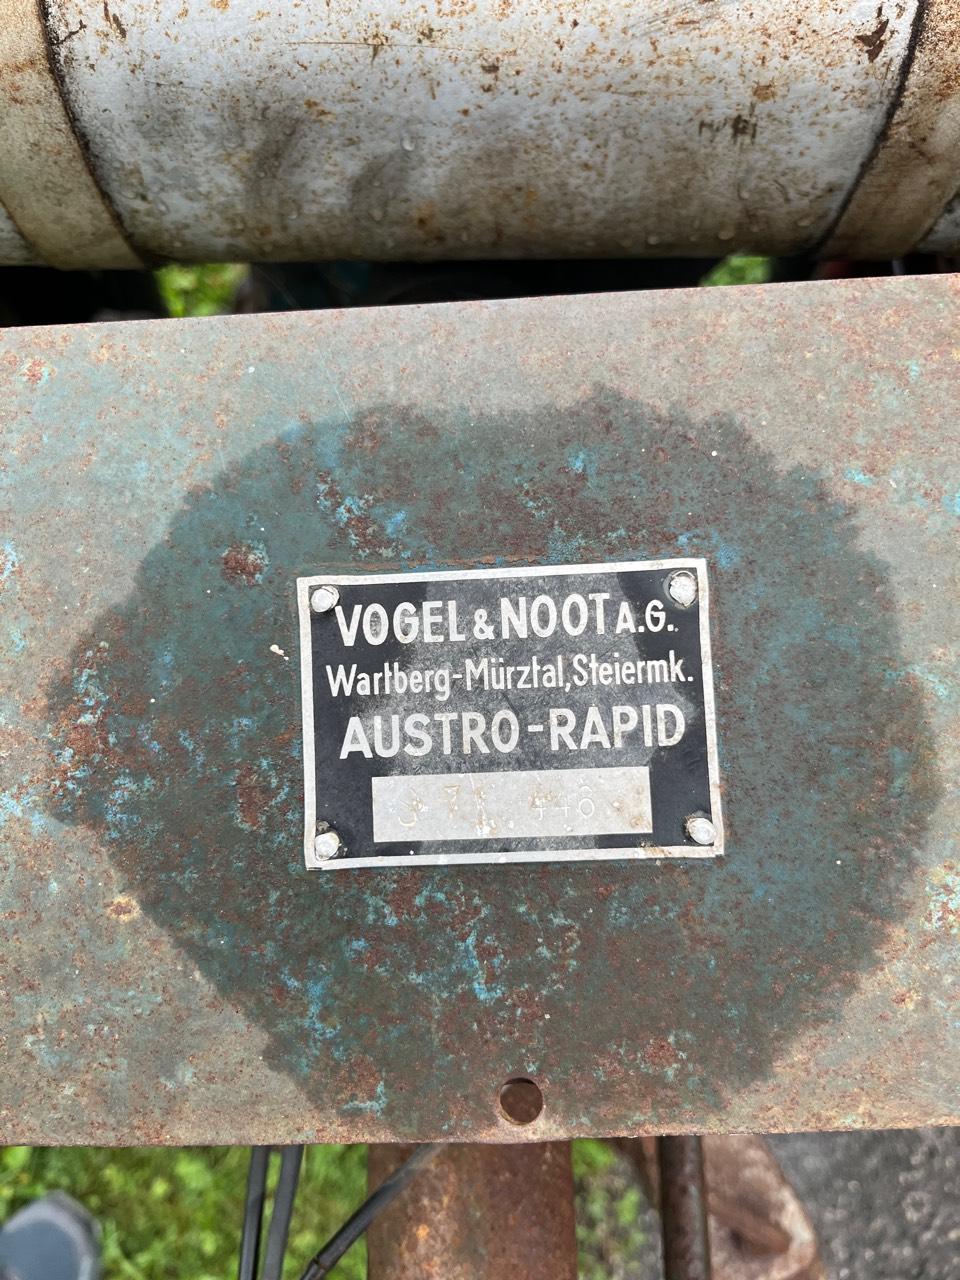 VOGEL & NOOT A.G.
Wartberg-Mürztal, Steiermk.
AUSTRO-RAPID